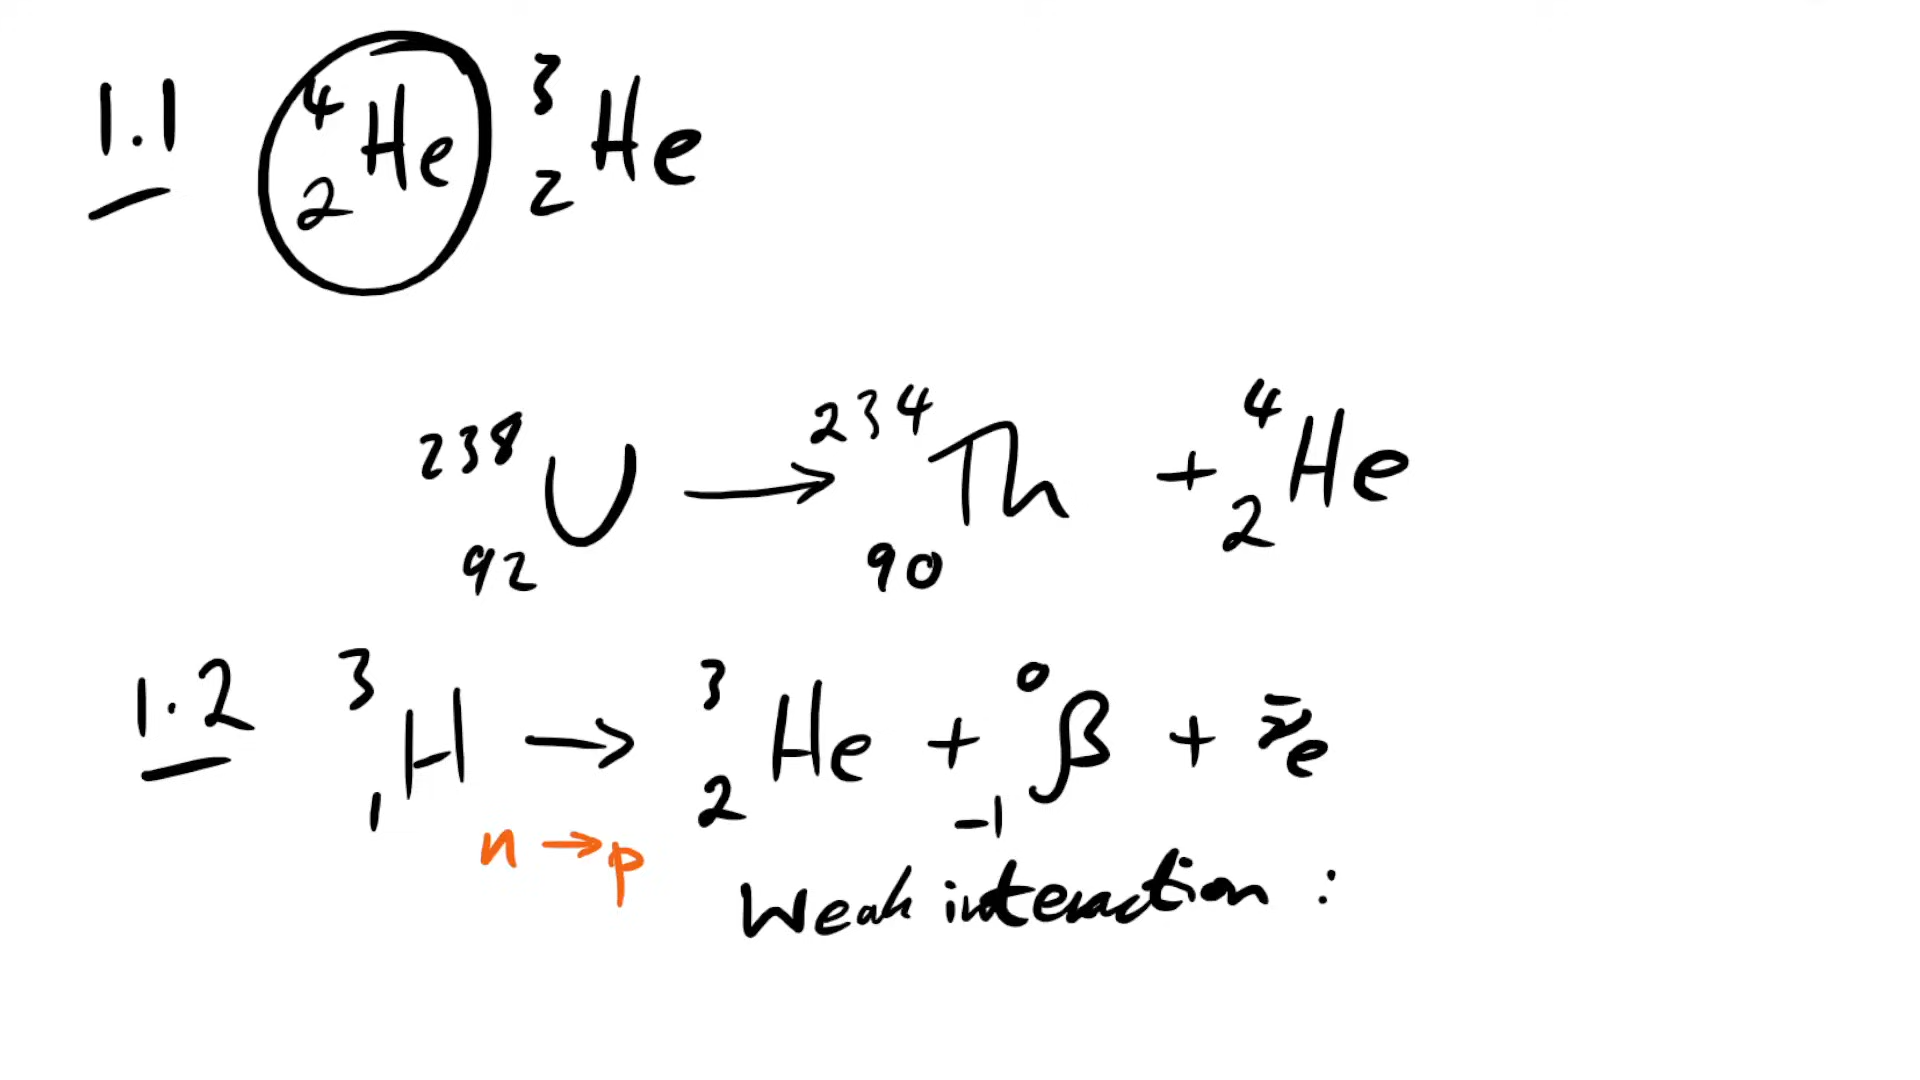 1.1 ⁴₂He ³₂He
²³⁸₉₂U → ²³⁴₉₀Th + ⁴₂He
1.2 ³₁H → ³₂He + ⁰₋₁β + ν̄ₑ
n → p
Weak interaction :